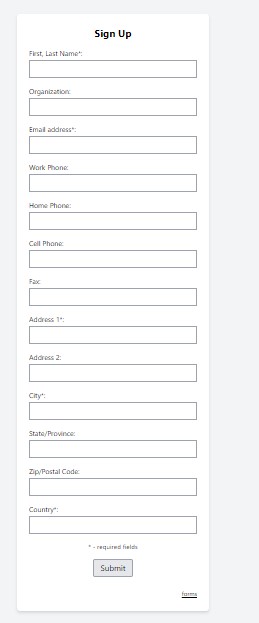 Sign Up
First, Last Name*:
Organization:
Email address*:
Work Phone:
Home Phone:
Cell Phone:
Fax:
Address 1*:
Address 2:
City*:
State/Province:
Zip/Postal Code:
Country*:
* - required fields
Submit
forms